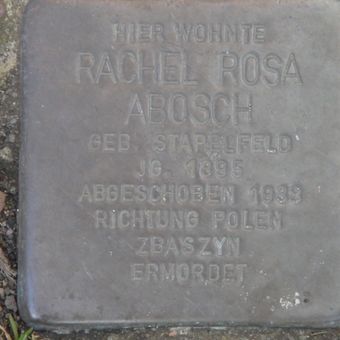 HIER WOHNTE
RACHEL ROSA
ABOSCH
GEB. STAPELFELD
JG. 1895
ABGESCHOBEN 1938
RICHTUNG POLEN
ZBASZYN
ERMORDET